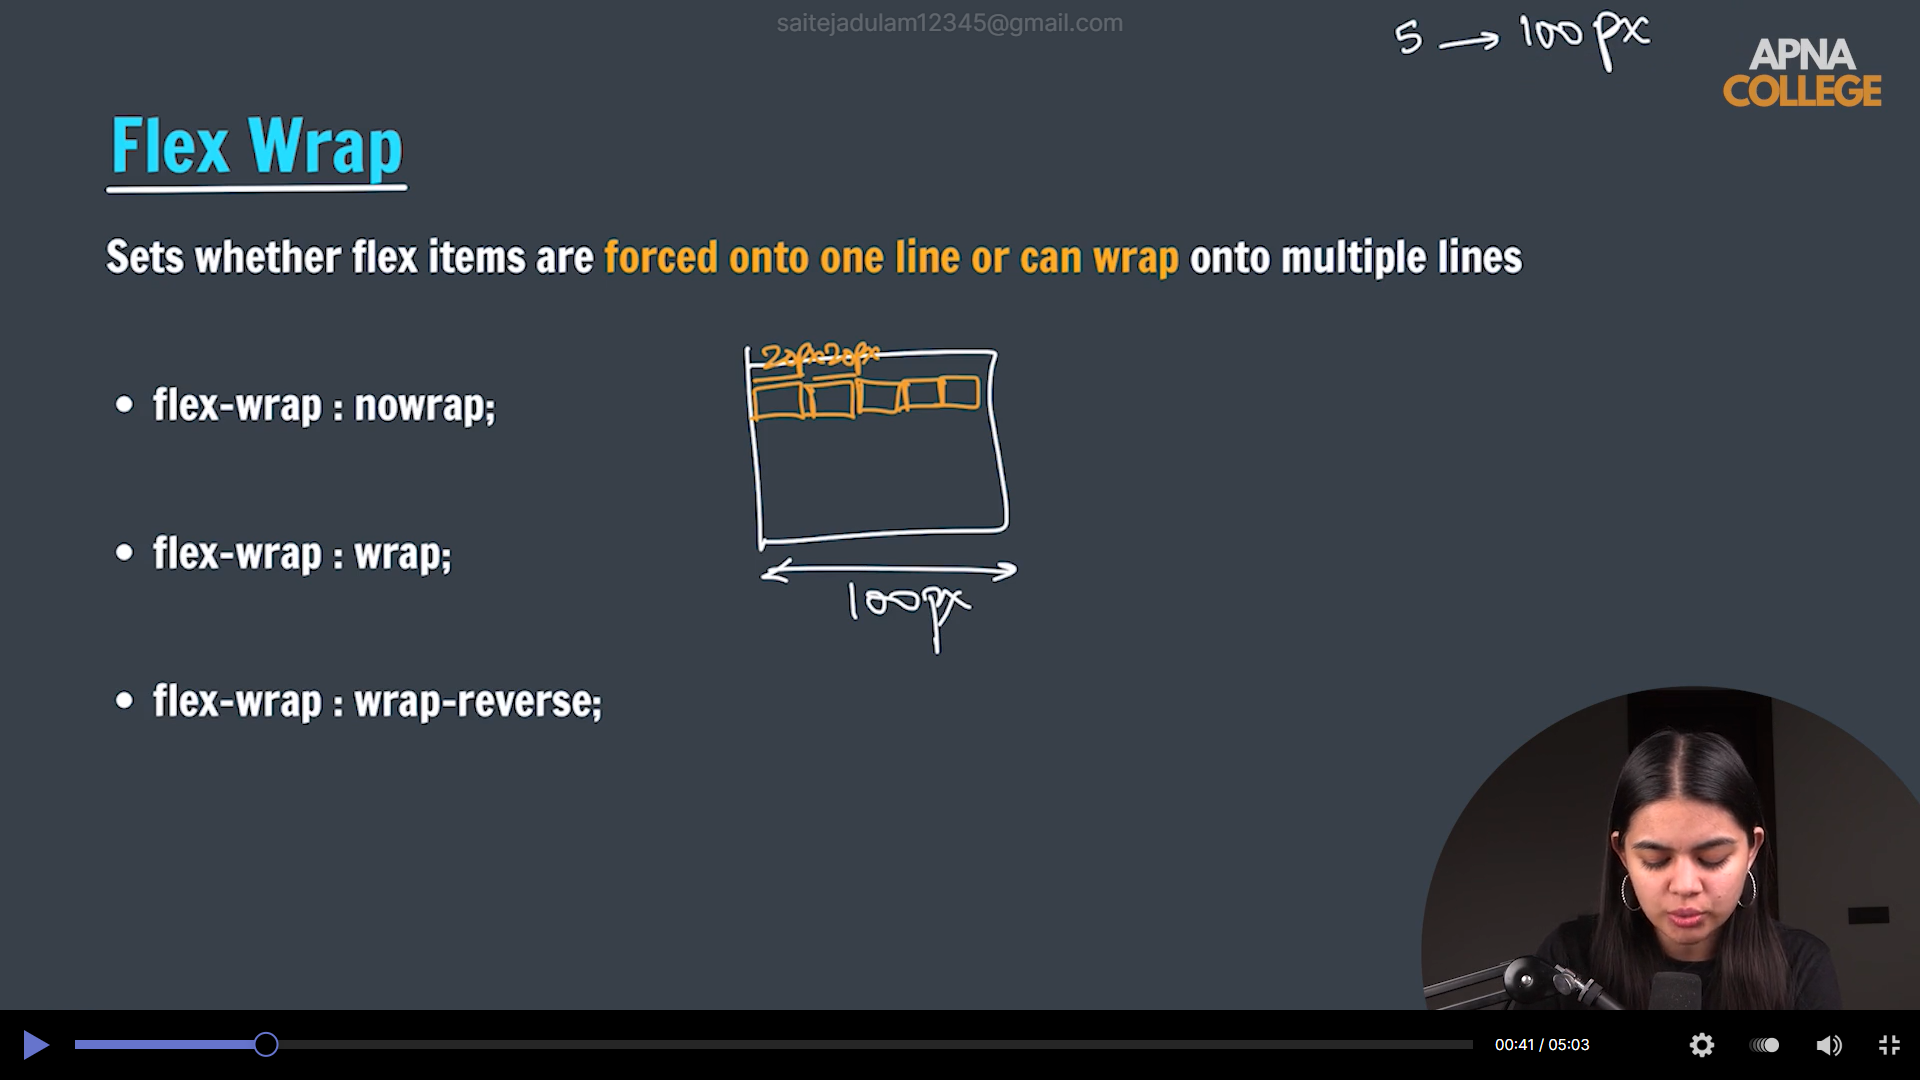 saitejadulam12345@gmail.com
5 → 100px
APNA
COLLEGE
Flex Wrap
Sets whether flex items are forced onto one line or can wrap onto multiple lines
20px 20px
• flex-wrap : nowrap;
• flex-wrap : wrap;
100px
• flex-wrap : wrap-reverse;
00:41 / 05:03